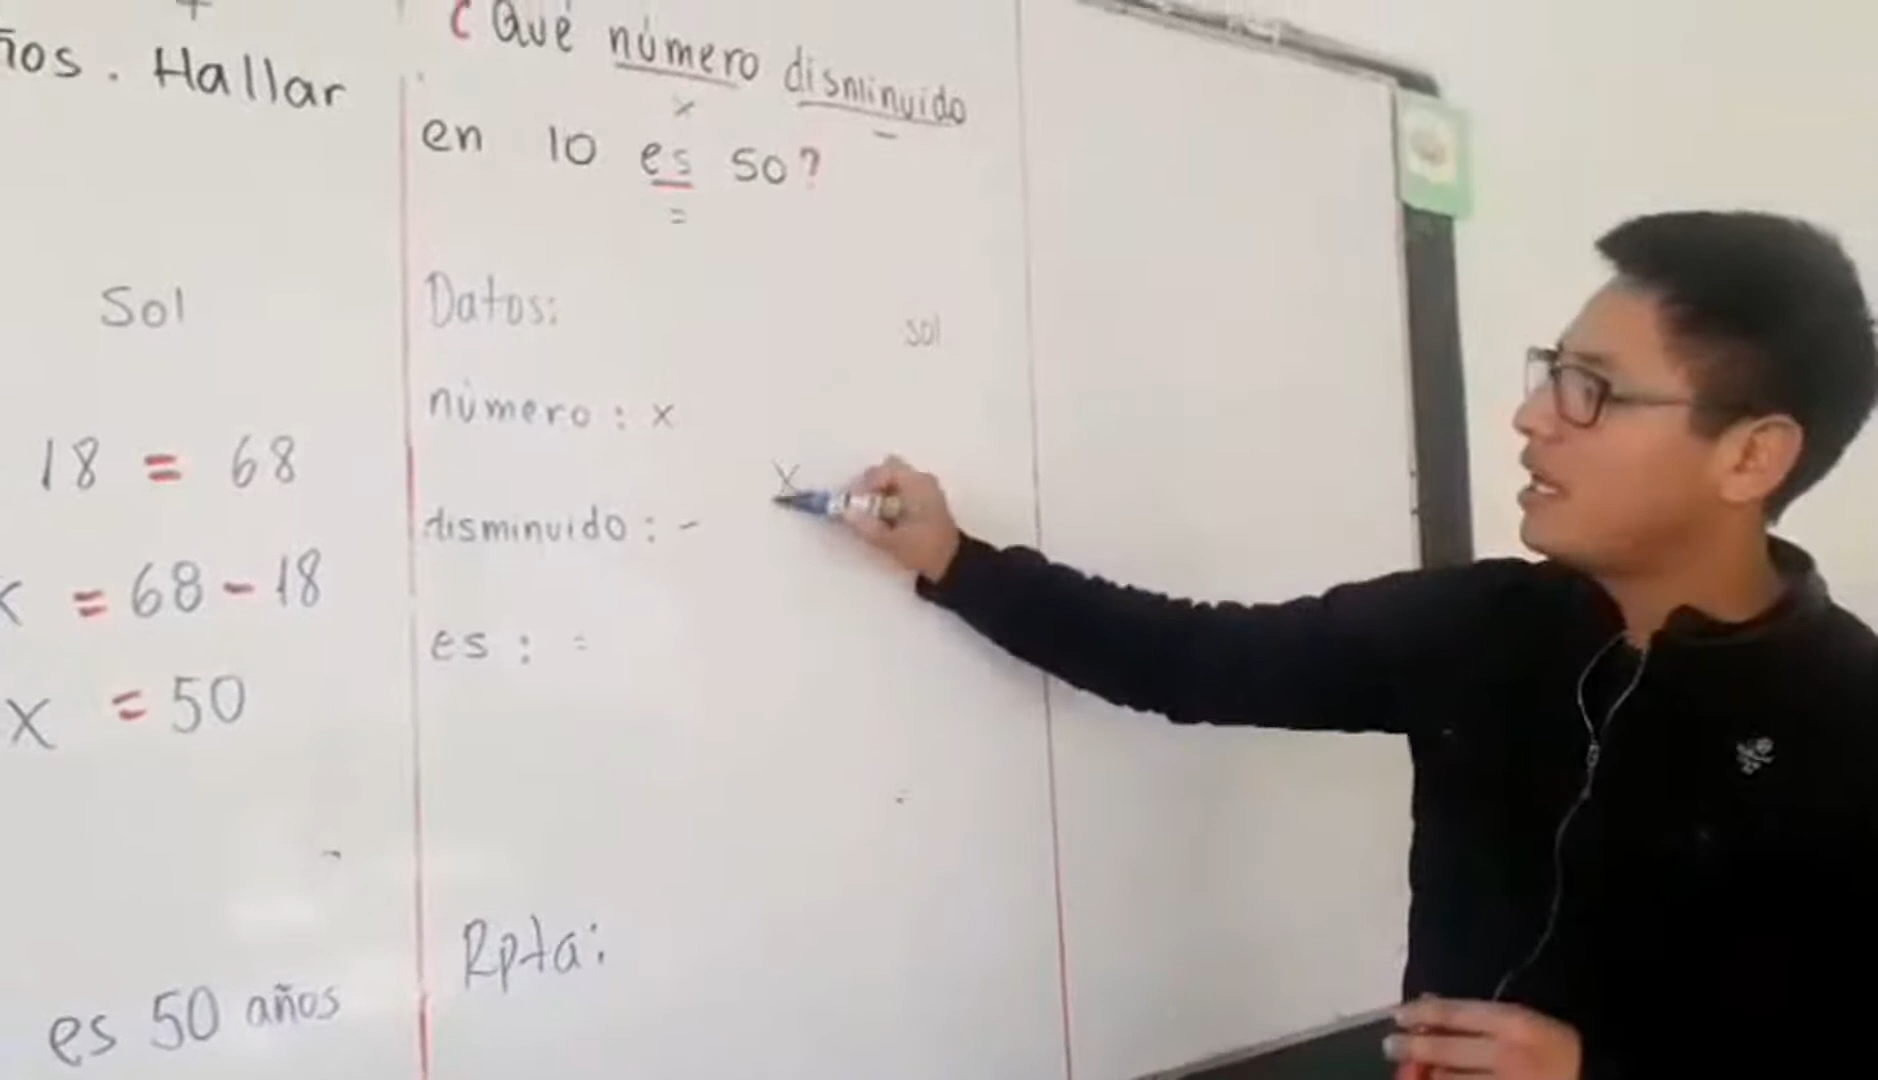 ños. Hallar
Sol
18 = 68
x = 68 - 18
x = 50
es 50 años
¿Qué número disminuido
x
-
en 10 es 50?
=
Datos:
sol
número : x
x
disminuido : -
es : =
Rpta: